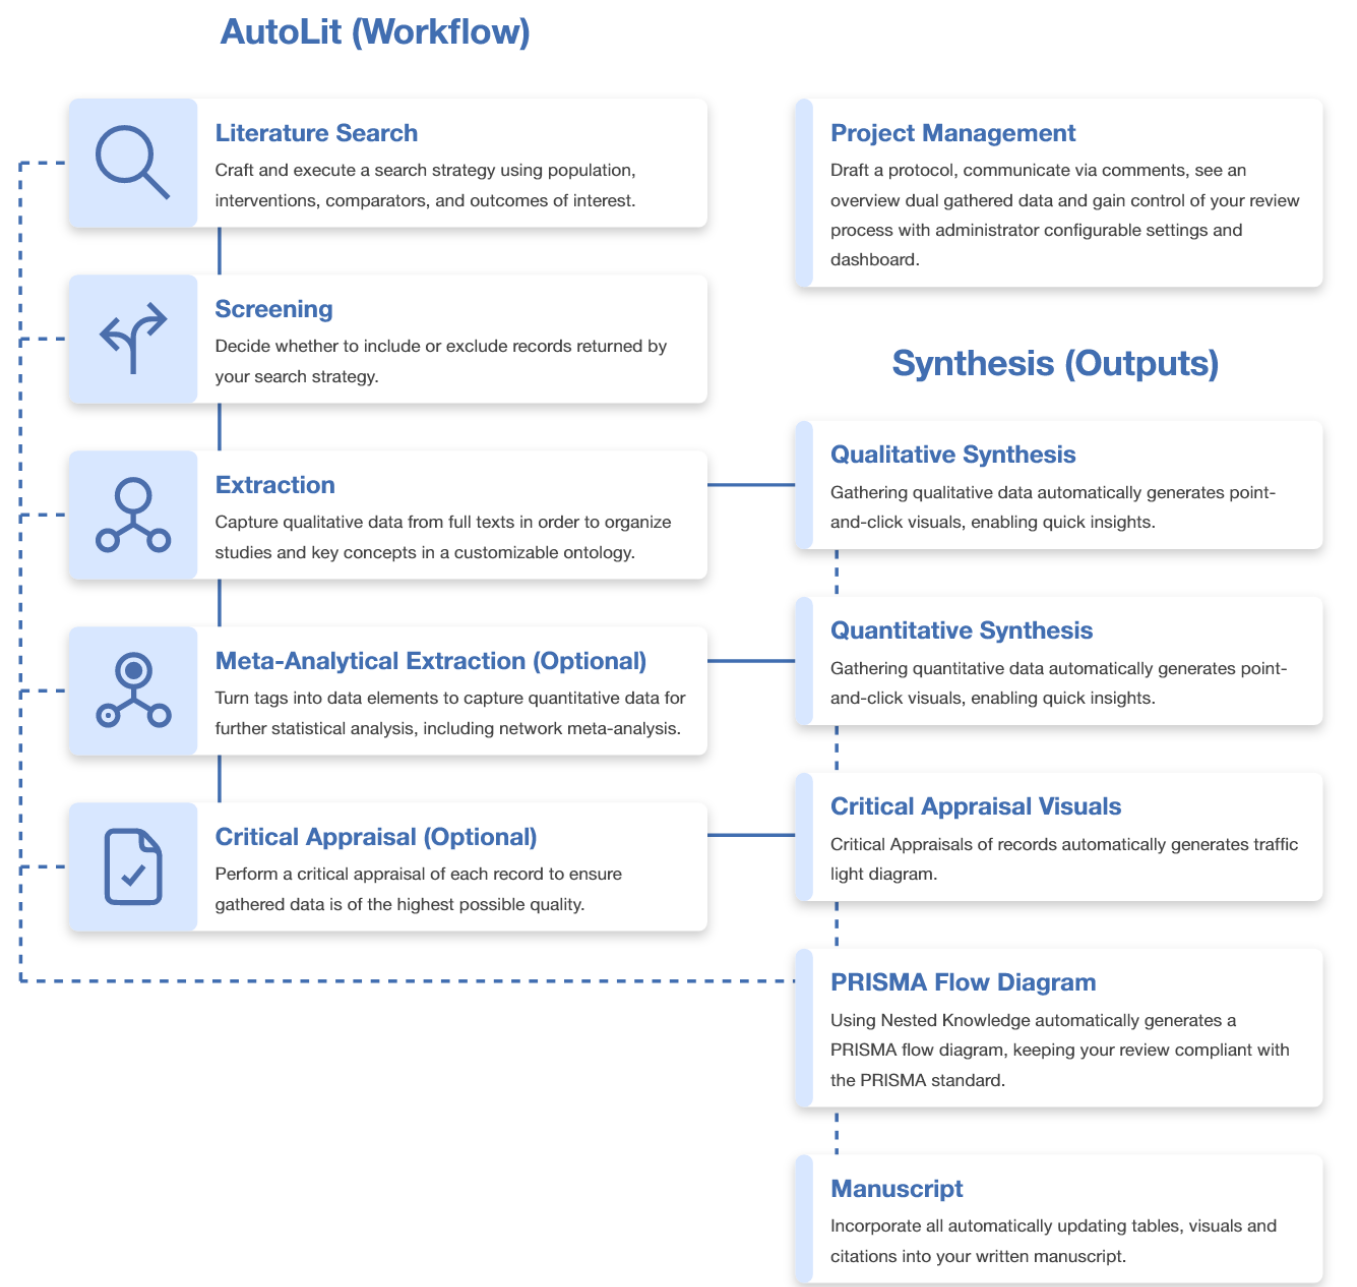 AutoLit (Workflow)
Literature Search
Craft and execute a search strategy using population,
interventions, comparators, and outcomes of interest.
Screening
Decide whether to include or exclude records returned by
your search strategy.
Extraction
Capture qualitative data from full texts in order to organize
studies and key concepts in a customizable ontology.
Meta-Analytical Extraction (Optional)
Turn tags into data elements to capture quantitative data for
further statistical analysis, including network meta-analysis.
Critical Appraisal (Optional)
Perform a critical appraisal of each record to ensure
gathered data is of the highest possible quality.
Project Management
Draft a protocol, communicate via comments, see an
overview dual gathered data and gain control of your review
process with administrator configurable settings and
dashboard.
Synthesis (Outputs)
Qualitative Synthesis
Gathering qualitative data automatically generates point-
and-click visuals, enabling quick insights.
Quantitative Synthesis
Gathering quantitative data automatically generates point-
and-click visuals, enabling quick insights.
Critical Appraisal Visuals
Critical Appraisals of records automatically generates traffic
light diagram.
PRISMA Flow Diagram
Using Nested Knowledge automatically generates a
PRISMA flow diagram, keeping your review compliant with
the PRISMA standard.
Manuscript
Incorporate all automatically updating tables, visuals and
citations into your written manuscript.